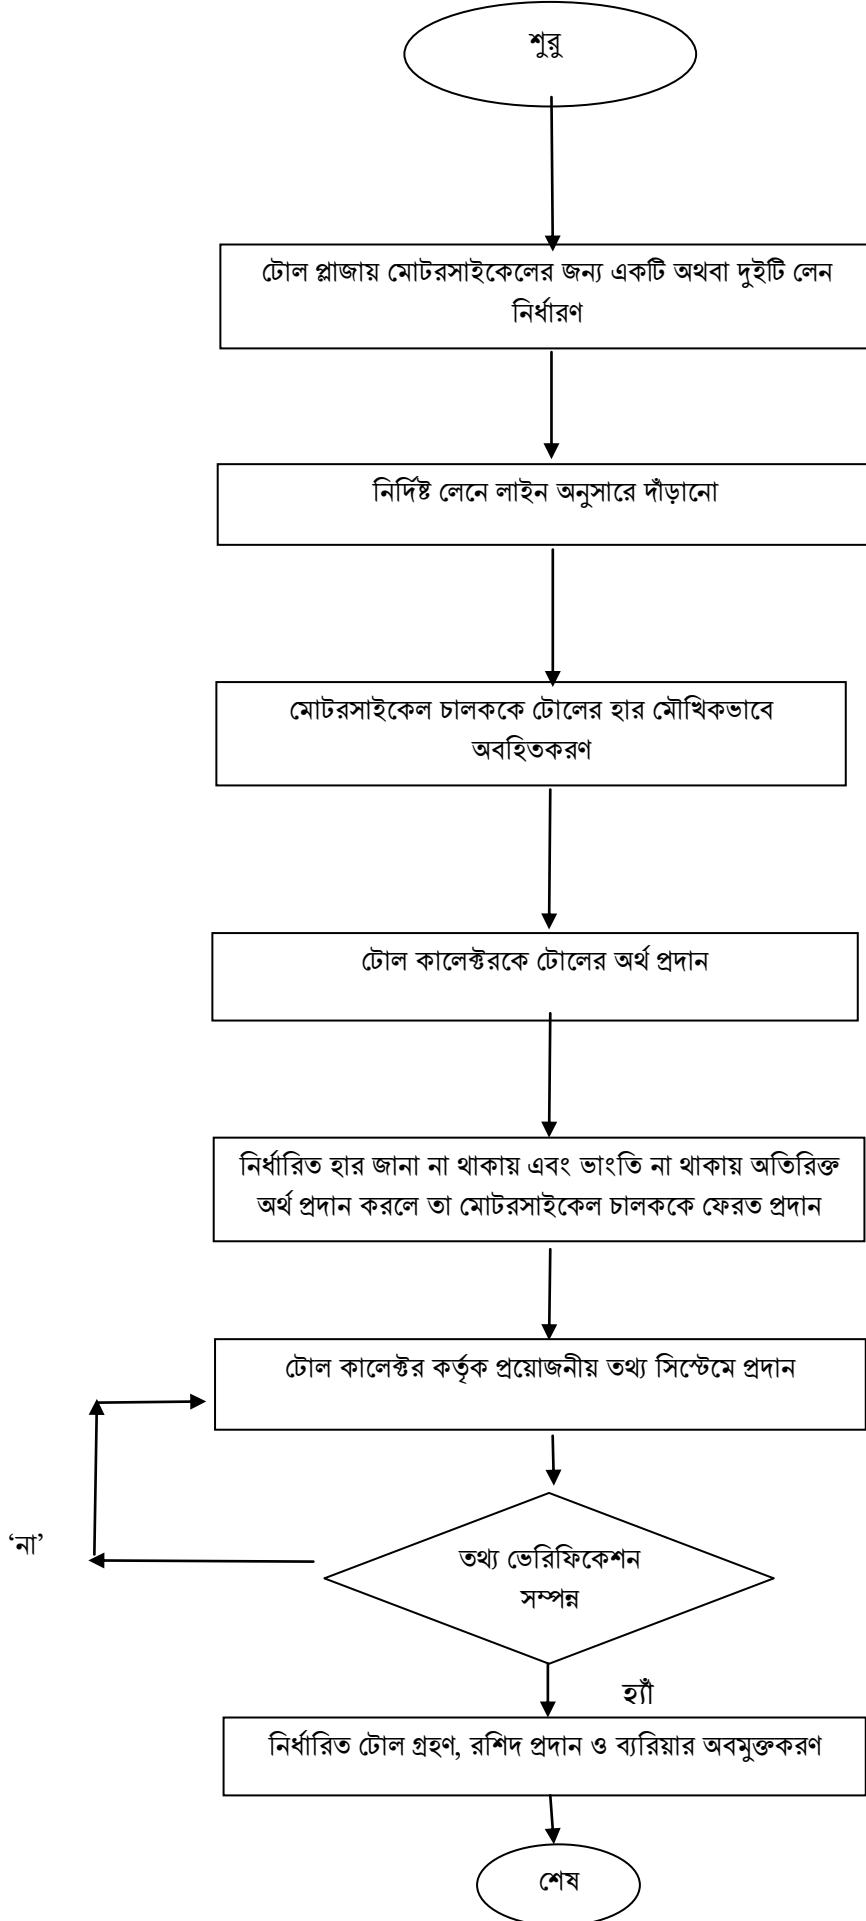 শুরু
টোল প্লাজায় মোটরসাইকেলের জন্য একটি অথবা দুইটি লেন
নির্ধারণ
নির্দিষ্ট লেনে লাইন অনুসারে দাঁড়ানো
মোটরসাইকেল চালককে টোলের হার মৌখিকভাবে
অবহিতকরণ
টোল কালেক্টরকে টোলের অর্থ প্রদান
নির্ধারিত হার জানা না থাকায় এবং ভাংতি না থাকায় অতিরিক্ত
অর্থ প্রদান করলে তা মোটরসাইকেল চালককে ফেরত প্রদান
টোল কালেক্টর কর্তৃক প্রয়োজনীয় তথ্য সিস্টেমে প্রদান
‘না’
তথ্য ভেরিফিকেশন
সম্পন্ন
হ্যাঁ
নির্ধারিত টোল গ্রহণ, রশিদ প্রদান ও ব্যরিয়ার অবমুক্তকরণ
শেষ